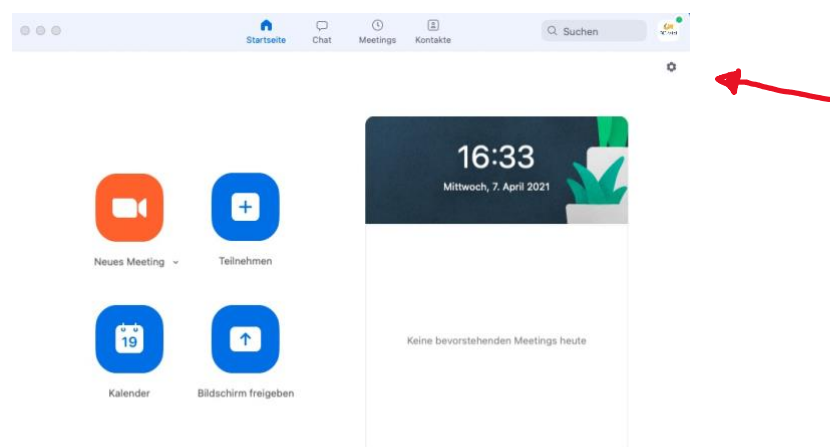 Startseite
Chat
Meetings
Kontakte
Suchen
16:33
Mittwoch, 7. April 2021
Neues Meeting
Teilnehmen
19
Kalender
Bildschirm freigeben
Keine bevorstehenden Meetings heute